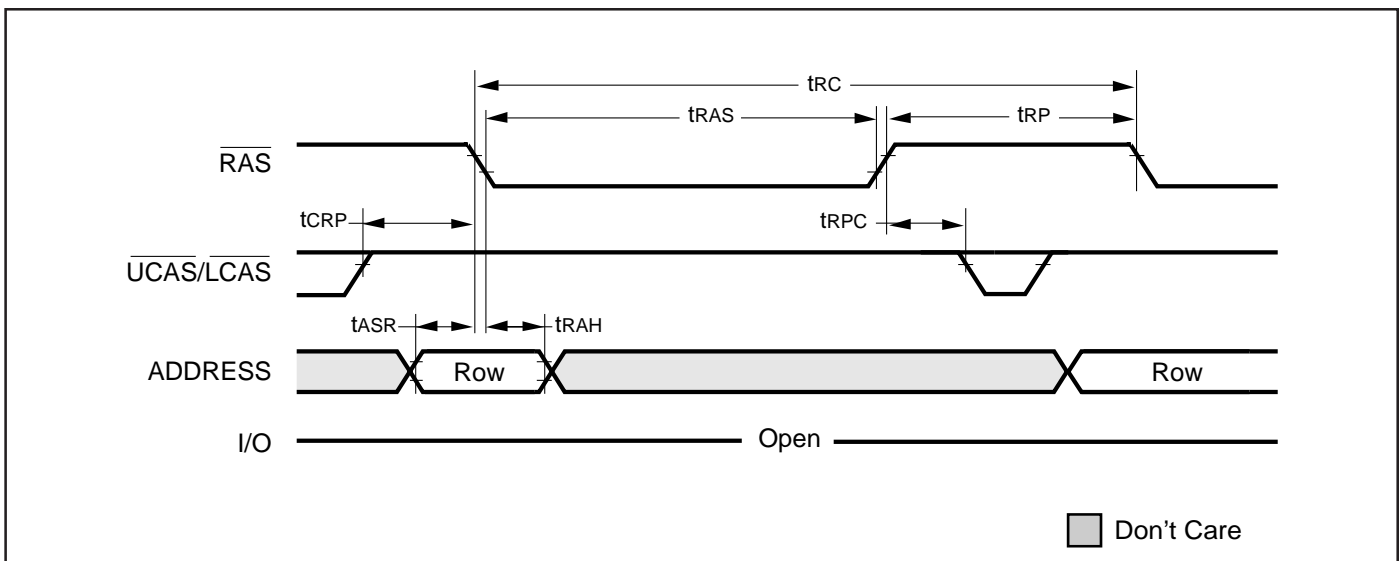 tRC
tRAS
tRP
RAS
tCRP
tRPC
UCAS/LCAS
tASR
tRAH
ADDRESS
Row
Row
I/O
Open
Don't Care